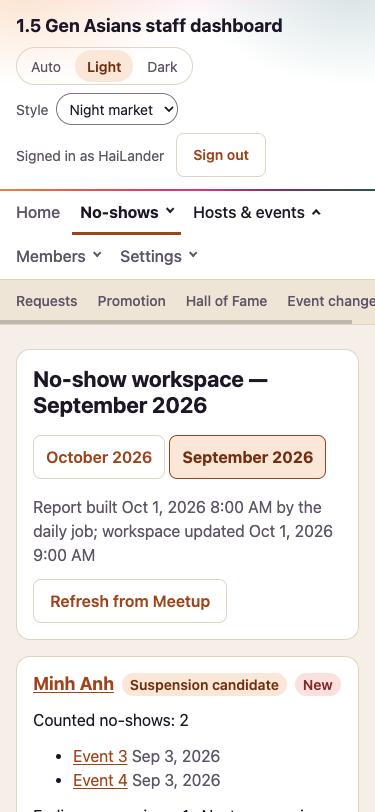 1.5 Gen Asians staff dashboard
Auto Light Dark
Style Night market
Signed in as HaiLander Sign out
Home No-shows Hosts & events
Members Settings
Requests Promotion Hall of Fame Event change
No-show workspace —
September 2026
October 2026 September 2026
Report built Oct 1, 2026 8:00 AM by the
daily job; workspace updated Oct 1, 2026
9:00 AM
Refresh from Meetup
Minh Anh Suspension candidate New
Counted no-shows: 2
Event 3 Sep 3, 2026
Event 4 Sep 3, 2026